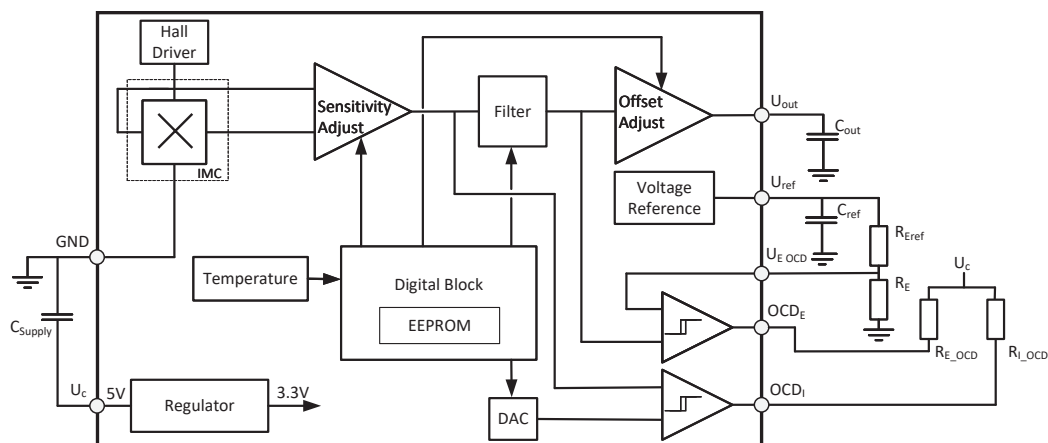 Hall
Driver
IMC
Sensitivity
Adjust
Filter
Offset
Adjust
Uout
Cout
Voltage
Reference
Uref
Cref
REref
GND
CSupply
Temperature
Digital Block
EEPROM
UE OCD
RE
Uc
OCDE
RE_OCD
RI_OCD
Uc
5V
Regulator
3.3V
DAC
OCDI